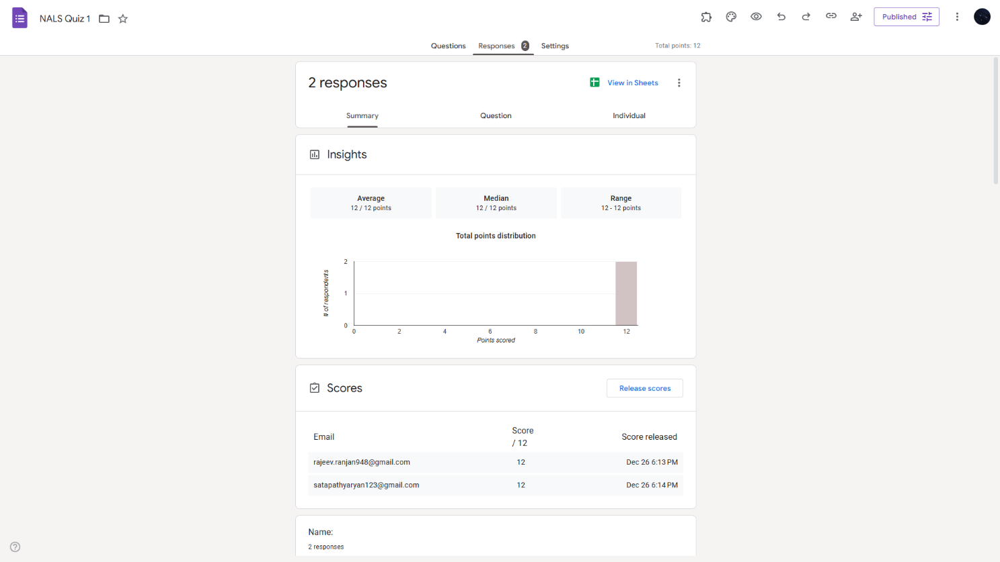 NALS Quiz 1
Published
Questions
Responses 2
Settings
Total points: 12
2 responses
View in Sheets
Summary
Question
Individual
Insights
Average
12 / 12 points
Median
12 / 12 points
Range
12 - 12 points
Total points distribution
# of respondents
2
1
0
0 2 4 6 8 10 12
Points scored
Scores
Release scores
Email
Score
/ 12
Score released
rajeev.ranjan948@gmail.com 12 Dec 26 6:13 PM
satapathyaryan123@gmail.com 12 Dec 26 6:14 PM
Name:
2 responses